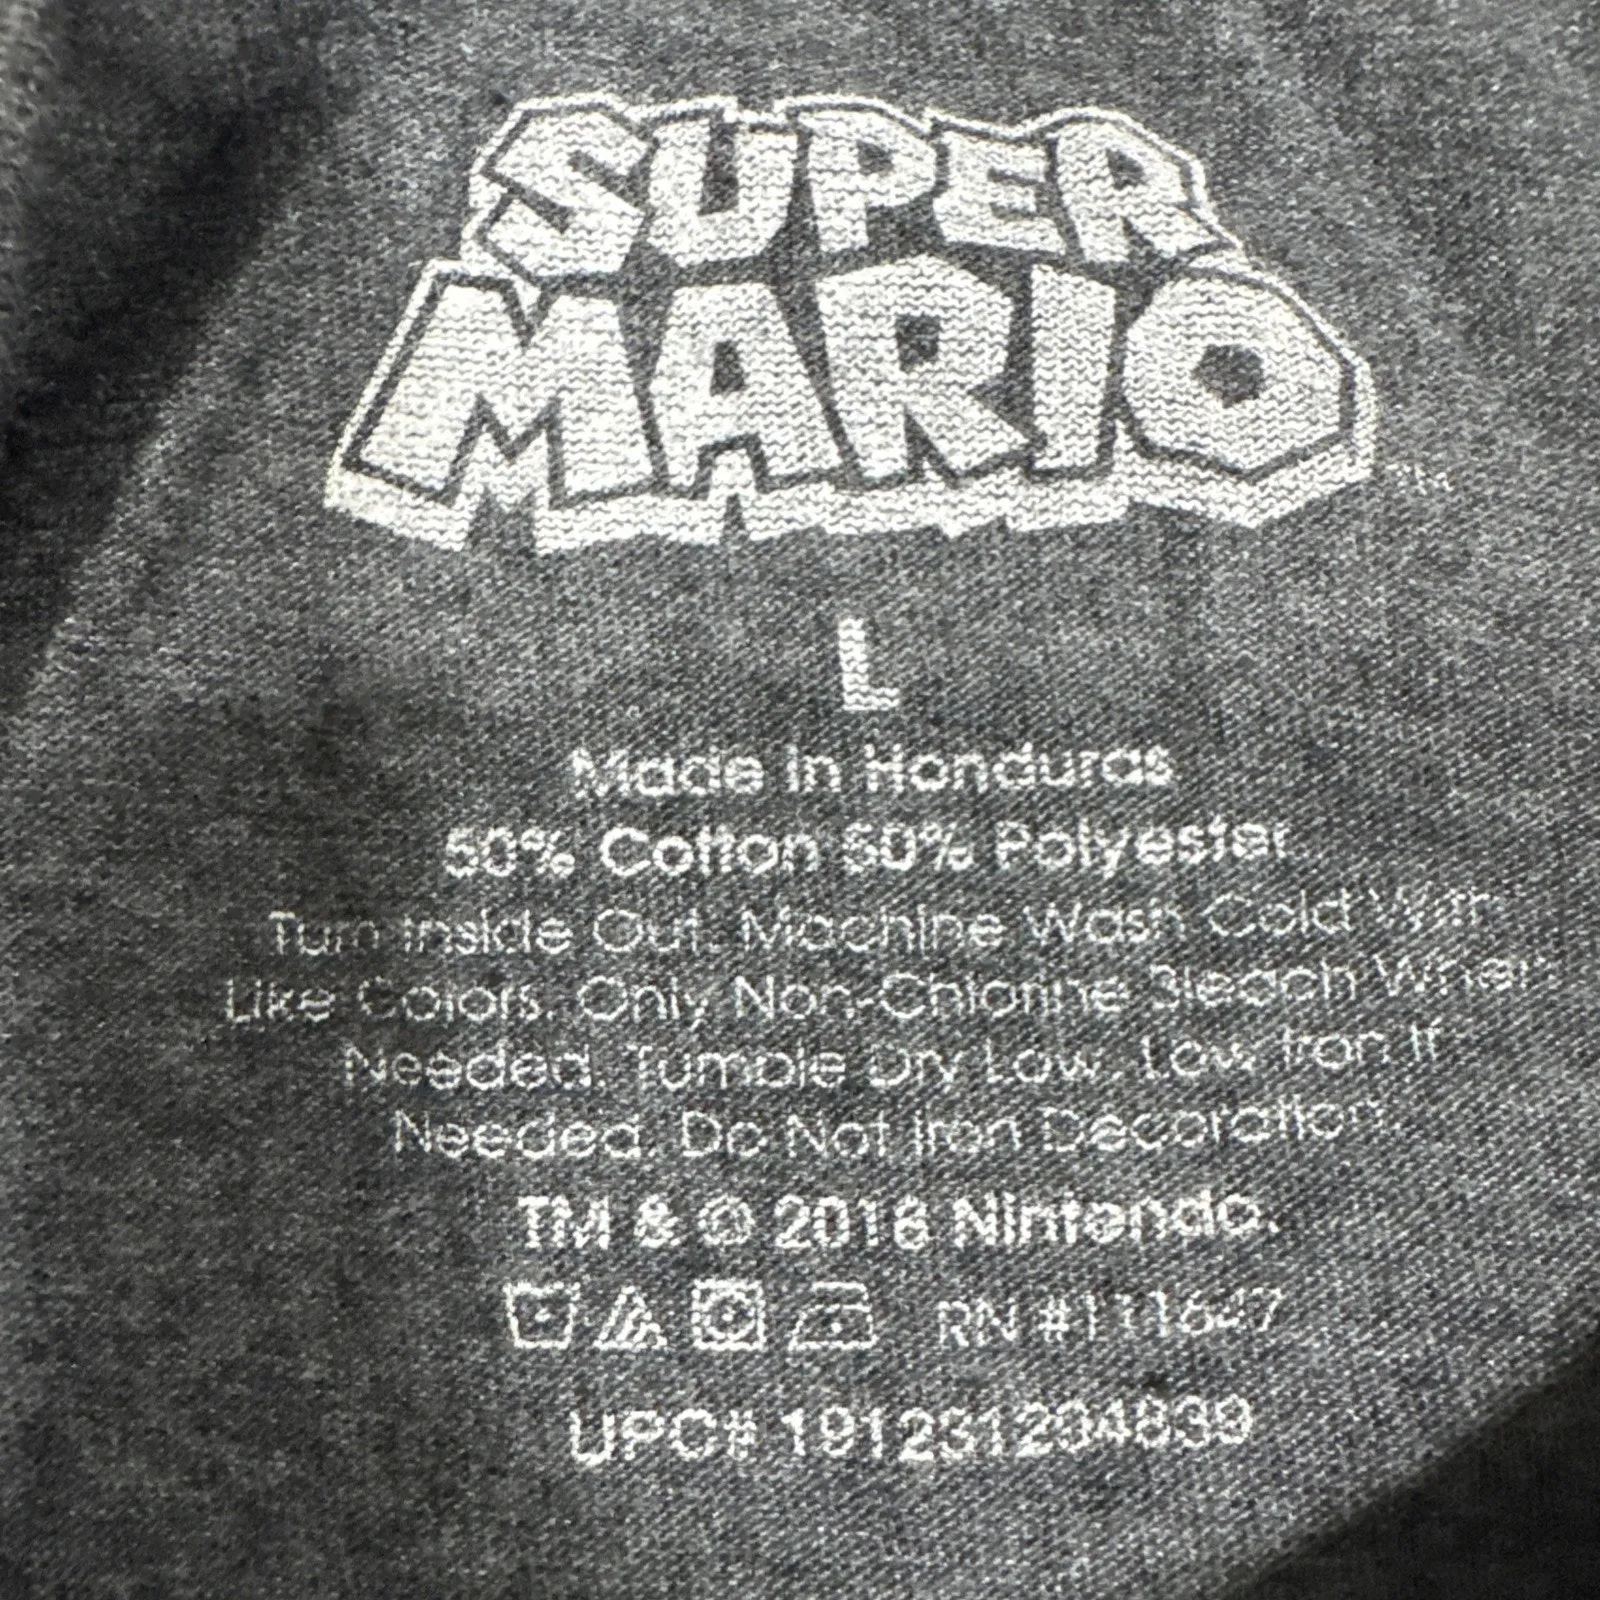 SUPER
MARIO
TM
L
Made in Honduras
50% Cotton 50% Polyester
Turn Inside Out. Machine Wash Cold With
Like Colors. Only Non-Chlorine Bleach When
Needed. Tumble Dry Low. Low Iron If
Needed. Do Not Iron Decoration.
TM & © 2018 Nintendo.
RN #111647
UPC#